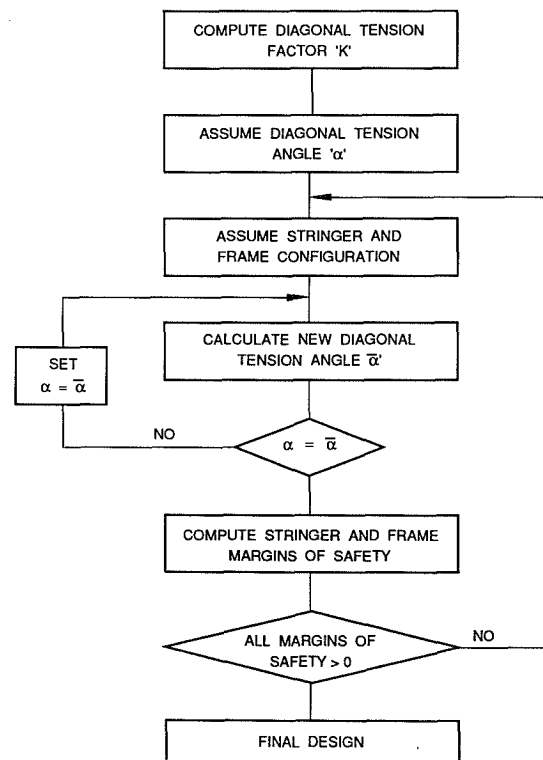 COMPUTE DIAGONAL TENSION
FACTOR 'K'
ASSUME DIAGONAL TENSION
ANGLE 'α'
ASSUME STRINGER AND
FRAME CONFIGURATION
CALCULATE NEW DIAGONAL
TENSION ANGLE ᾱ'
SET
α = ᾱ
NO
α = ᾱ
COMPUTE STRINGER AND FRAME
MARGINS OF SAFETY
ALL MARGINS OF
SAFETY > 0
NO
FINAL DESIGN